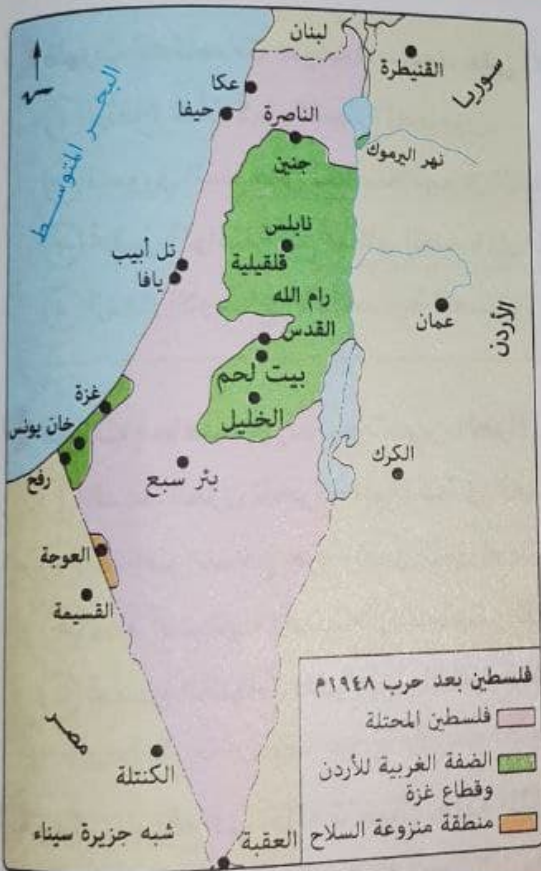 لبنان
القنيطرة
سوريا
البحر المتوسط
عكا
حيفا
الناصرة
نهر اليرموك
جنين
نابلس
قلقيلية
تل أبيب
يافا
رام الله
عمان
الأردن
القدس
بيت لحم
غزة
الخليل
خان يونس
رفح
بئر سبع
الكرك
العوجة
القسيمة
مصر
الكنتلة
شبه جزيرة سيناء
العقبة
فلسطين بعد حرب ١٩٤٨م
فلسطين المحتلة
الضفة الغربية للأردن
وقطاع غزة
منطقة منزوعة السلاح